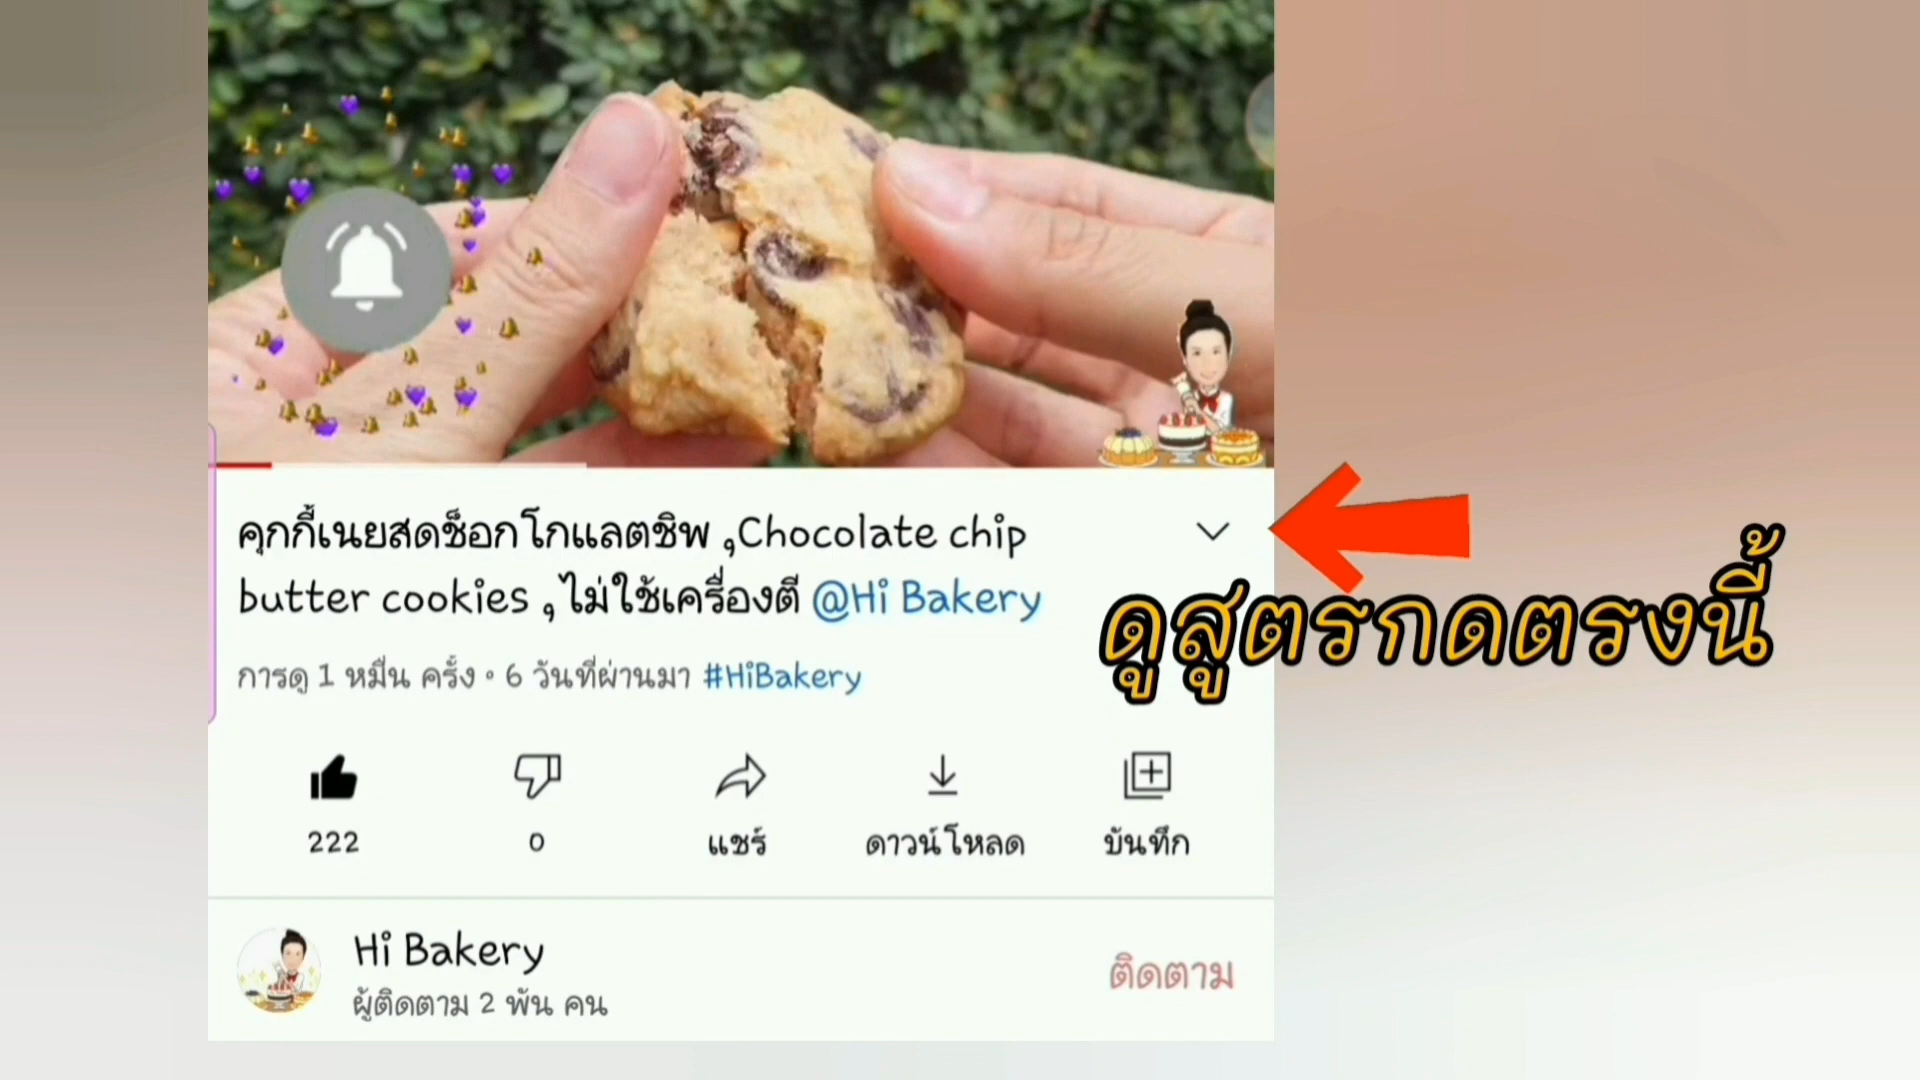 คุกกี้เนยสดช็อกโกแลตชิพ ,Chocolate chip
butter cookies ,ไม่ใช้เครื่องตี @Hi Bakery
ดูสูตรกดตรงนี้
การดู 1 หมื่น ครั้ง • 6 วันที่ผ่านมา #HiBakery
222
0
แชร์
ดาวน์โหลด
บันทึก
Hi Bakery
ผู้ติดตาม 2 พัน คน
ติดตาม